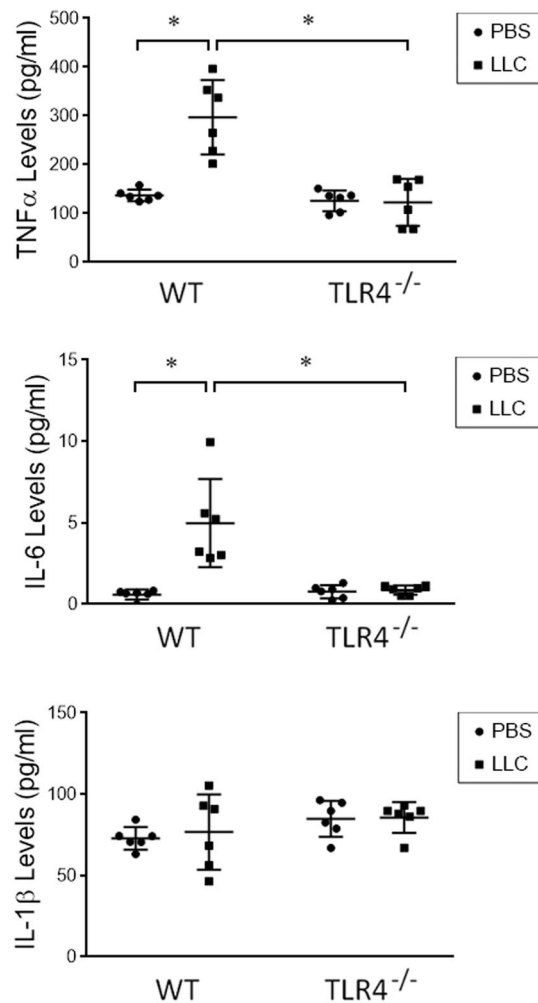 * *
PBS
LLC
TNFα Levels (pg/ml)
500
400
300
200
100
0
WT TLR4-/-
* *
PBS
LLC
IL-6 Levels (pg/ml)
15
10
5
0
WT TLR4-/-
PBS
LLC
IL-1β Levels (pg/ml)
150
100
50
0
WT TLR4-/-